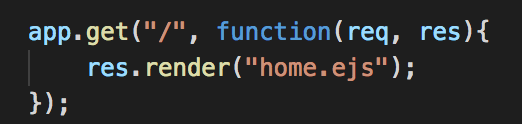 app.get("/", function(req, res){
    res.render("home.ejs");
});